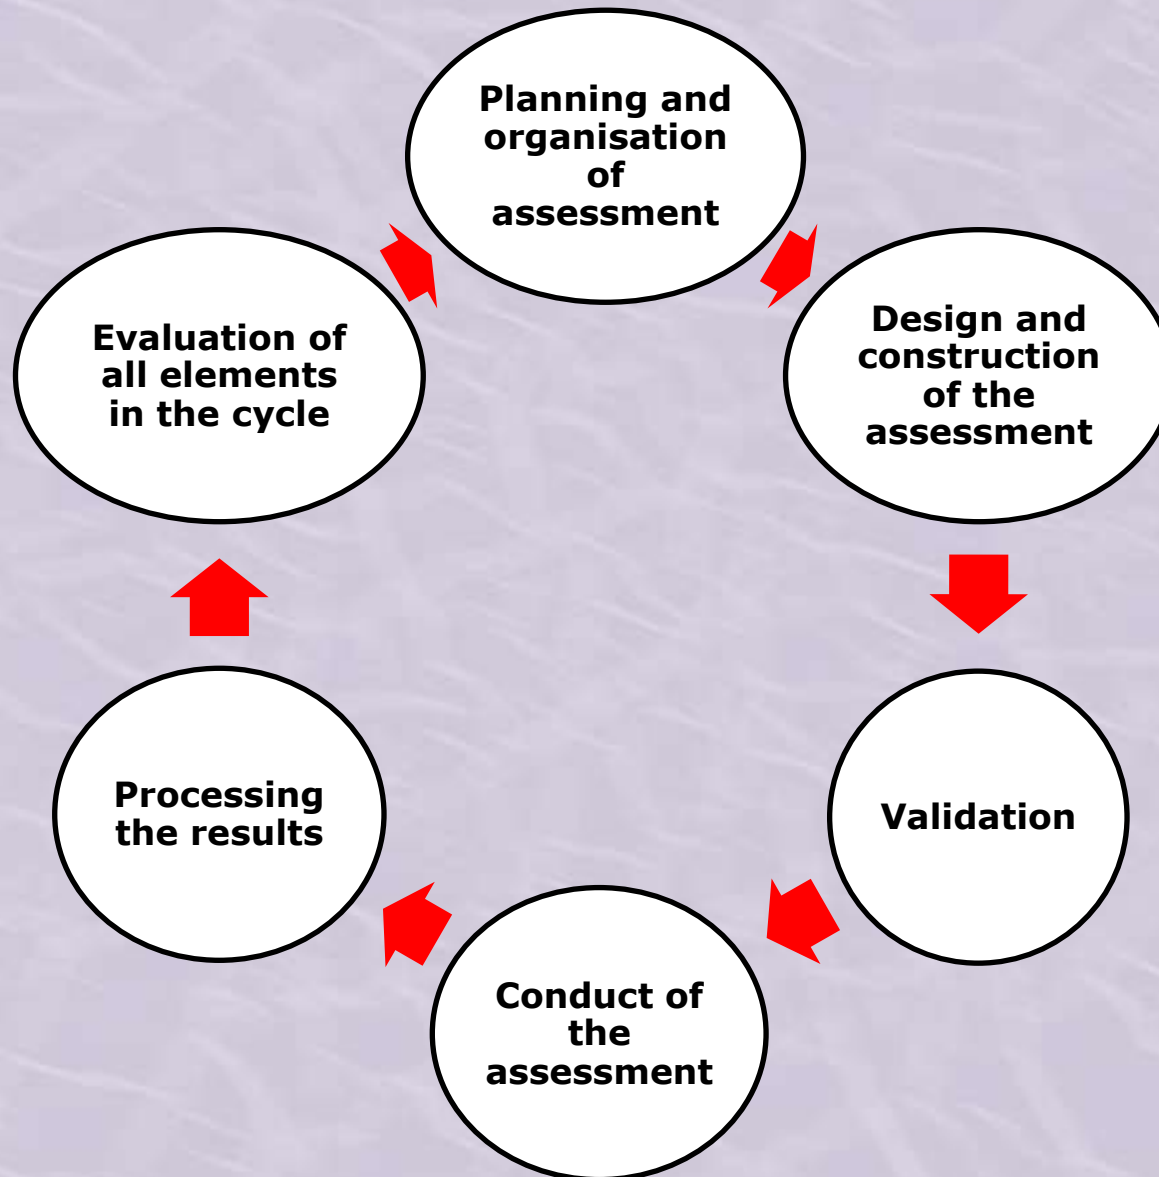 Planning and
organisation
of
assessment
Design and
construction
of the
assessment
Validation
Conduct of
the
assessment
Processing
the results
Evaluation of
all elements
in the cycle